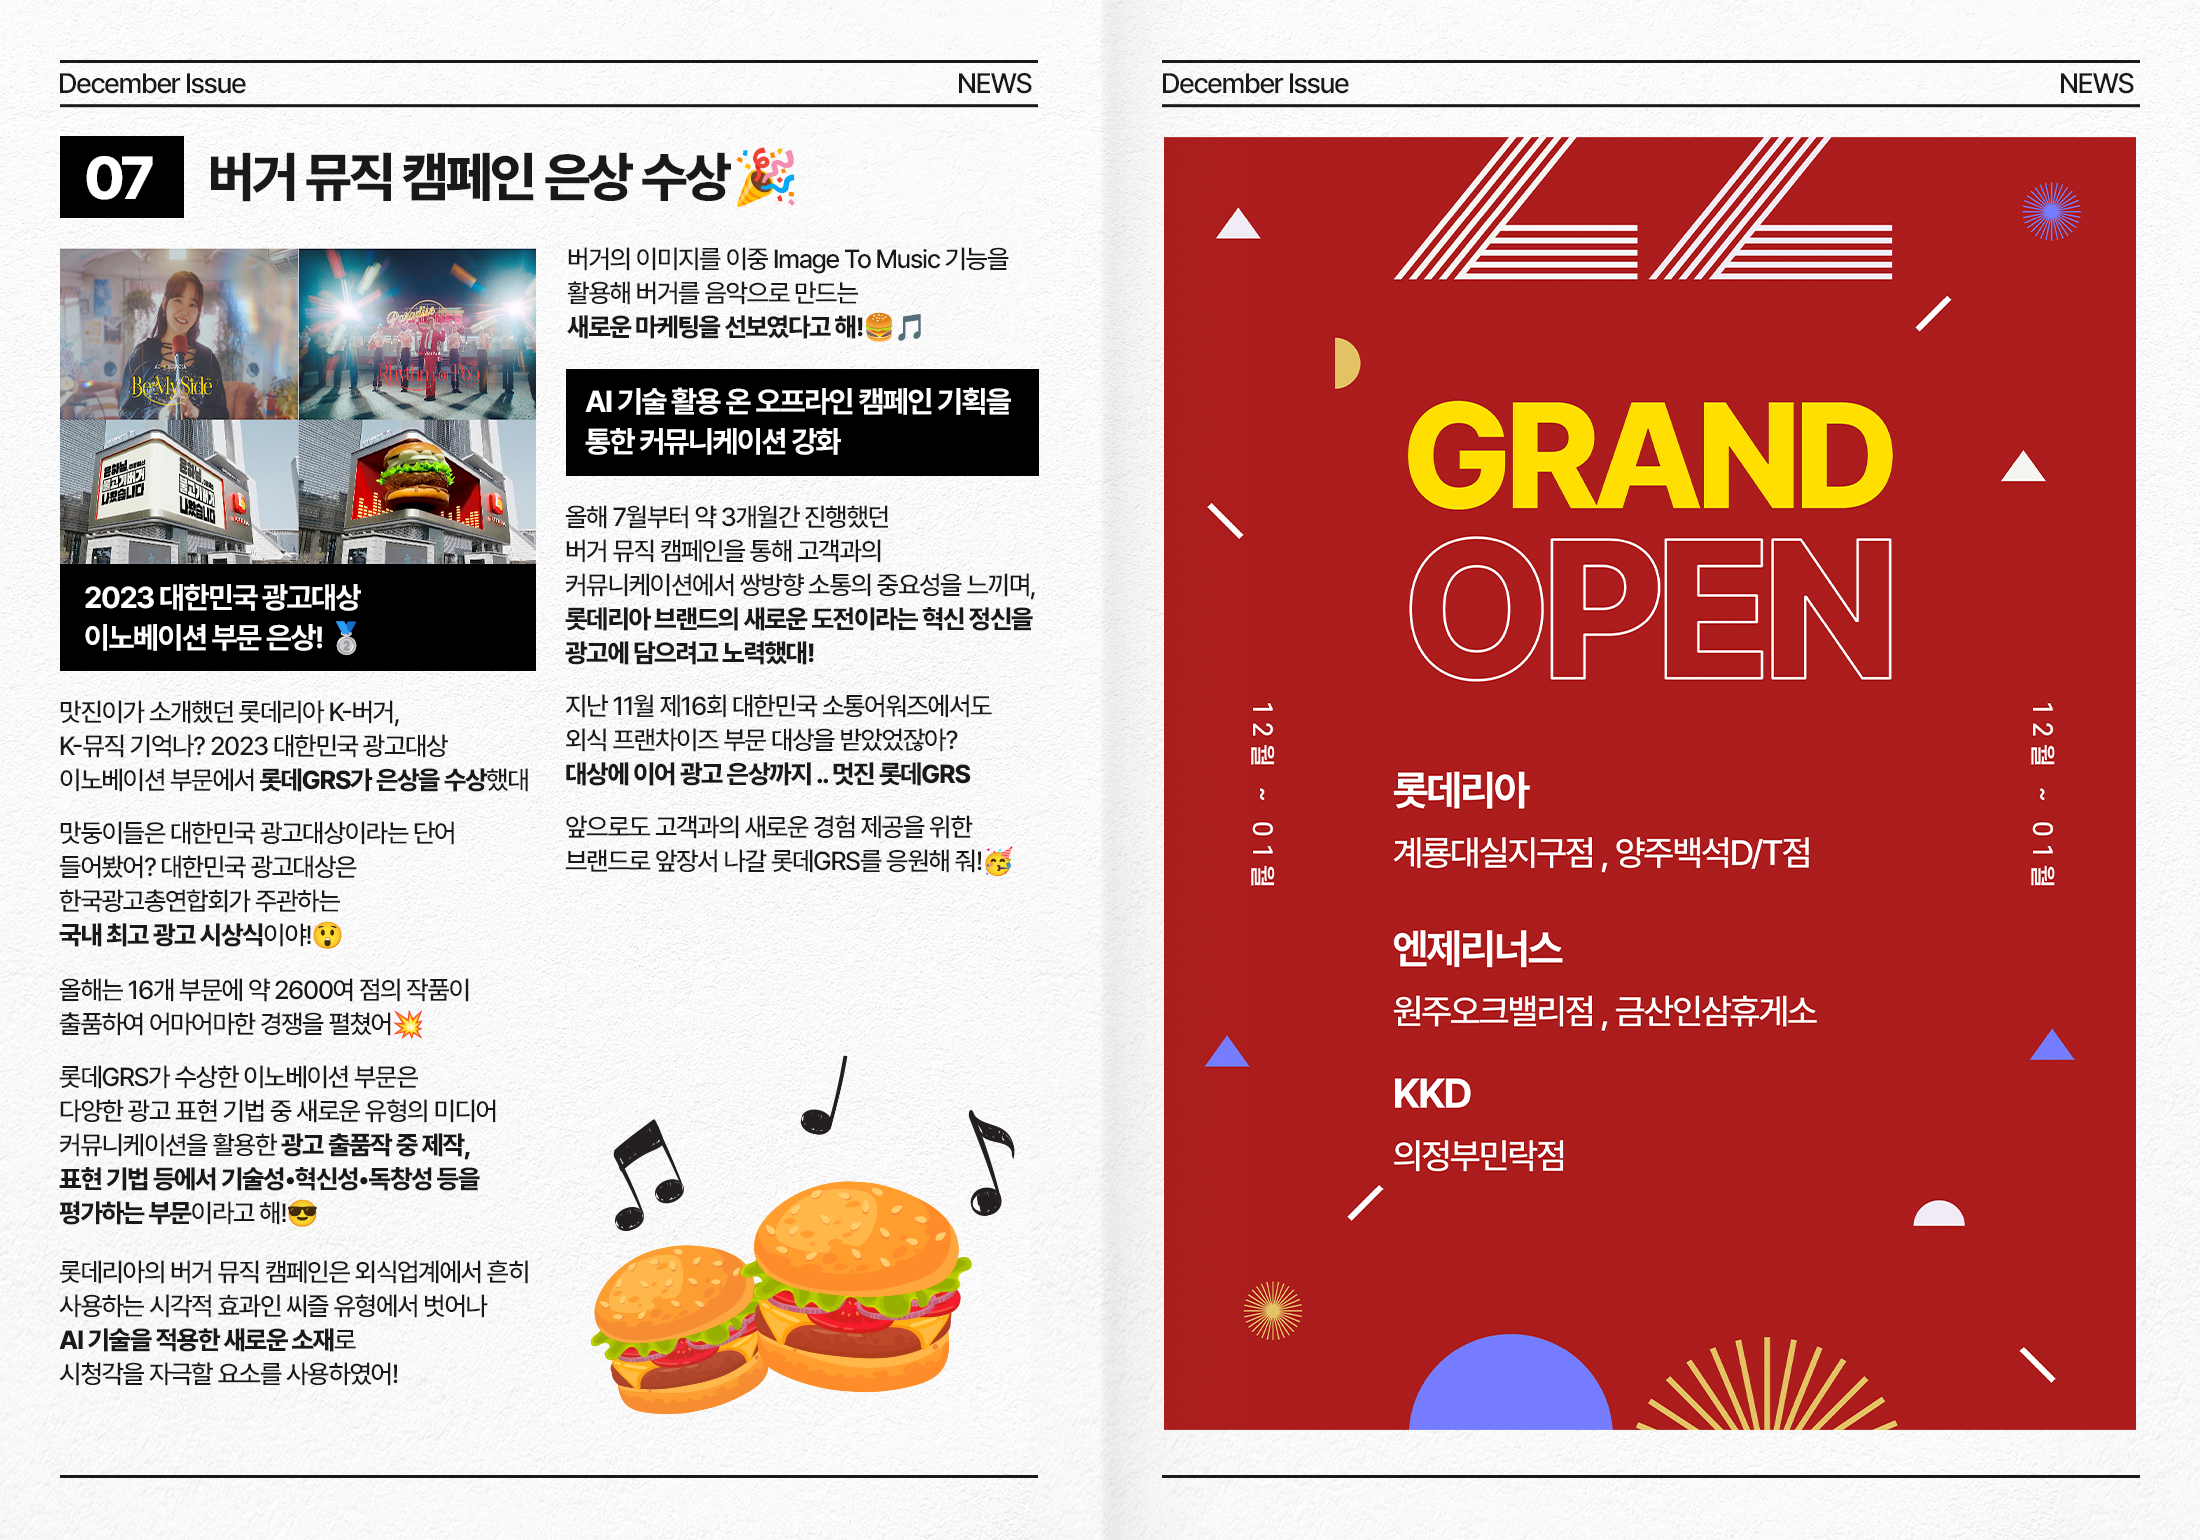 December Issue
NEWS
07
버거 뮤직 캠페인 은상 수상🎉
Be My Side
Paradise
Rhythm for Two
2023 대한민국 광고대상
이노베이션 부문 은상! 🥈
맛진이가 소개했던 롯데리아 K-버거,
K-뮤직 기억나? 2023 대한민국 광고대상
이노베이션 부문에서 롯데GRS가 은상을 수상했대
맛둥이들은 대한민국 광고대상이라는 단어
들어봤어? 대한민국 광고대상은
한국광고총연합회가 주관하는
국내 최고 광고 시상식이야!😲
올해는 16개 부문에 약 2600여 점의 작품이
출품하여 어마어마한 경쟁을 펼쳤어💥
롯데GRS가 수상한 이노베이션 부문은
다양한 광고 표현 기법 중 새로운 유형의 미디어
커뮤니케이션을 활용한 광고 출품작 중 제작,
표현 기법 등에서 기술성•혁신성•독창성 등을
평가하는 부문이라고 해!😎
롯데리아의 버거 뮤직 캠페인은 외식업계에서 흔히
사용하는 시각적 효과인 씨즐 유형에서 벗어나
AI 기술을 적용한 새로운 소재로
시청각을 자극할 요소를 사용하였어!
버거의 이미지를 이중 Image To Music 기능을
활용해 버거를 음악으로 만드는
새로운 마케팅을 선보였다고 해!🍔🎵
AI 기술 활용 온 오프라인 캠페인 기획을
통한 커뮤니케이션 강화
올해 7월부터 약 3개월간 진행했던
버거 뮤직 캠페인을 통해 고객과의
커뮤니케이션에서 쌍방향 소통의 중요성을 느끼며,
롯데리아 브랜드의 새로운 도전이라는 혁신 정신을
광고에 담으려고 노력했대!
지난 11월 제16회 대한민국 소통어워즈에서도
외식 프랜차이즈 부문 대상을 받았었잖아?
대상에 이어 광고 은상까지 .. 멋진 롯데GRS
앞으로도 고객과의 새로운 경험 제공을 위한
브랜드로 앞장서 나갈 롯데GRS를 응원해 줘!🥳
December Issue
NEWS
GRAND
OPEN
12월 ~ 01월
12월 ~ 01월
롯데리아
계룡대실지구점 , 양주백석D/T점
엔제리너스
원주오크밸리점 , 금산인삼휴게소
KKD
의정부민락점